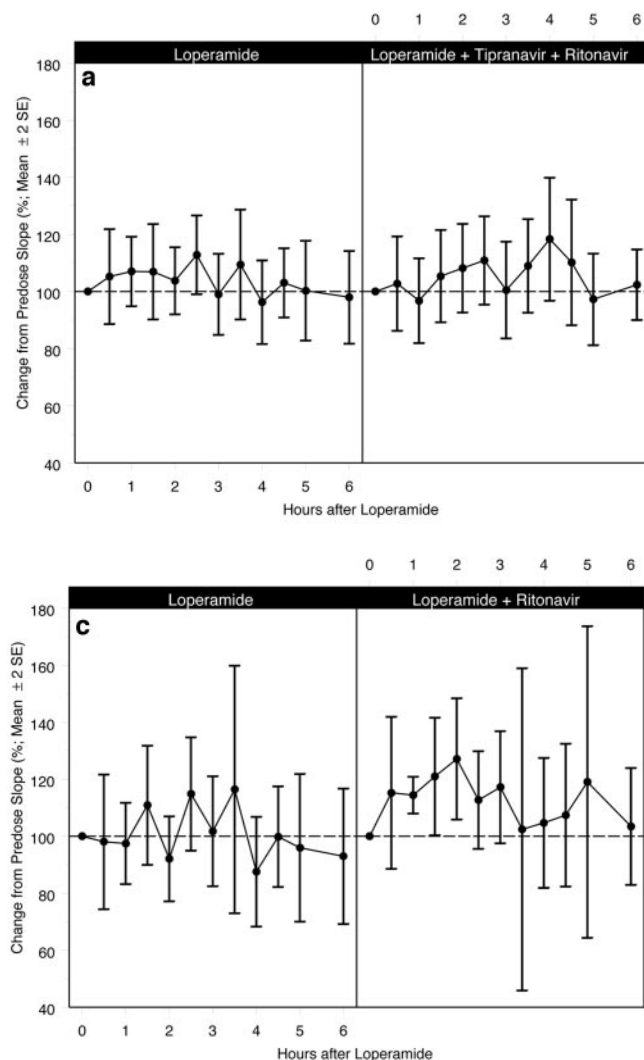 0 1 2 3 4 5 6
Loperamide
Loperamide + Tipranavir + Ritonavir
a
Change from Predose Slope (%; Mean ± 2 SE)
180
160
140
120
100
80
60
40
0 1 2 3 4 5 6
Hours after Loperamide
0 1 2 3 4 5 6
Loperamide
Loperamide + Ritonavir
c
Change from Predose Slope (%; Mean ± 2 SE)
180
160
140
120
100
80
60
40
0 1 2 3 4 5 6
Hours after Loperamide